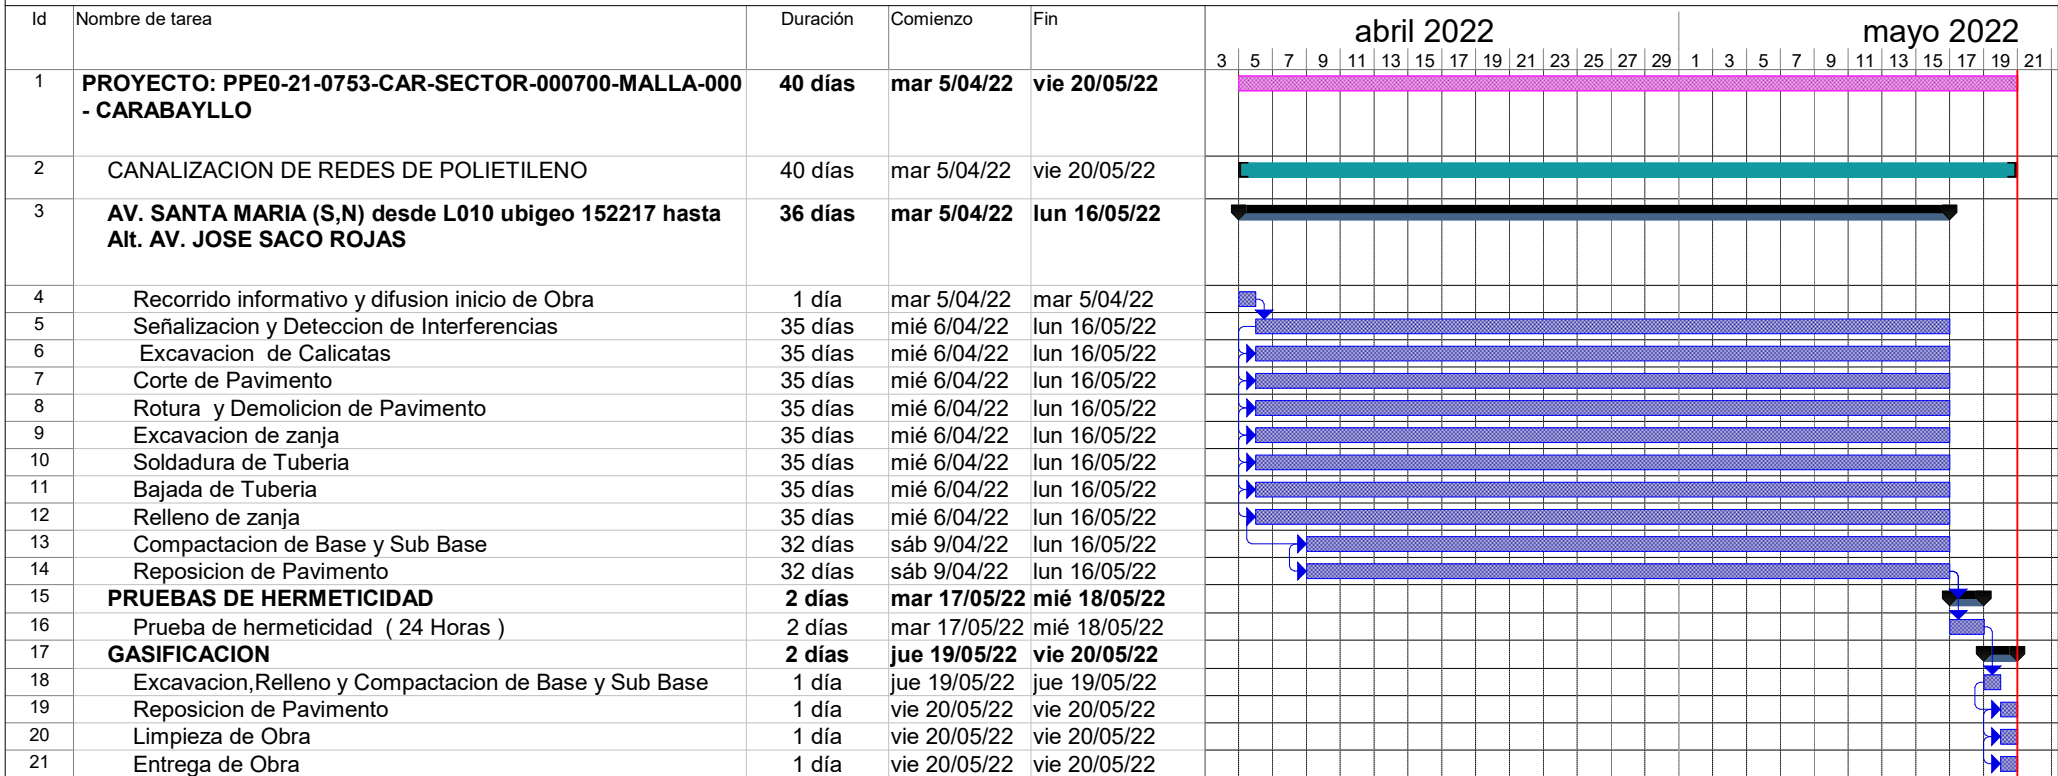 Id Nombre de tarea Duración Comienzo Fin
abril 2022 mayo 2022
3 5 7 9 11 13 15 17 19 21 23 25 27 29 1 3 5 7 9 11 13 15 17 19 21
1 PROYECTO: PPE0-21-0753-CAR-SECTOR-000700-MALLA-000 40 días mar 5/04/22 vie 20/05/22
- CARABAYLLO
2 CANALIZACION DE REDES DE POLIETILENO 40 días mar 5/04/22 vie 20/05/22
3 AV. SANTA MARIA (S,N) desde L010 ubigeo 152217 hasta 36 días mar 5/04/22 lun 16/05/22
Alt. AV. JOSE SACO ROJAS
4 Recorrido informativo y difusion inicio de Obra 1 día mar 5/04/22 mar 5/04/22
5 Señalizacion y Deteccion de Interferencias 35 días mié 6/04/22 lun 16/05/22
6 Excavacion de Calicatas 35 días mié 6/04/22 lun 16/05/22
7 Corte de Pavimento 35 días mié 6/04/22 lun 16/05/22
8 Rotura y Demolicion de Pavimento 35 días mié 6/04/22 lun 16/05/22
9 Excavacion de zanja 35 días mié 6/04/22 lun 16/05/22
10 Soldadura de Tuberia 35 días mié 6/04/22 lun 16/05/22
11 Bajada de Tuberia 35 días mié 6/04/22 lun 16/05/22
12 Relleno de zanja 35 días mié 6/04/22 lun 16/05/22
13 Compactacion de Base y Sub Base 32 días sáb 9/04/22 lun 16/05/22
14 Reposicion de Pavimento 32 días sáb 9/04/22 lun 16/05/22
15 PRUEBAS DE HERMETICIDAD 2 días mar 17/05/22 mié 18/05/22
16 Prueba de hermeticidad ( 24 Horas ) 2 días mar 17/05/22 mié 18/05/22
17 GASIFICACION 2 días jue 19/05/22 vie 20/05/22
18 Excavacion,Relleno y Compactacion de Base y Sub Base 1 día jue 19/05/22 jue 19/05/22
19 Reposicion de Pavimento 1 día vie 20/05/22 vie 20/05/22
20 Limpieza de Obra 1 día vie 20/05/22 vie 20/05/22
21 Entrega de Obra 1 día vie 20/05/22 vie 20/05/22